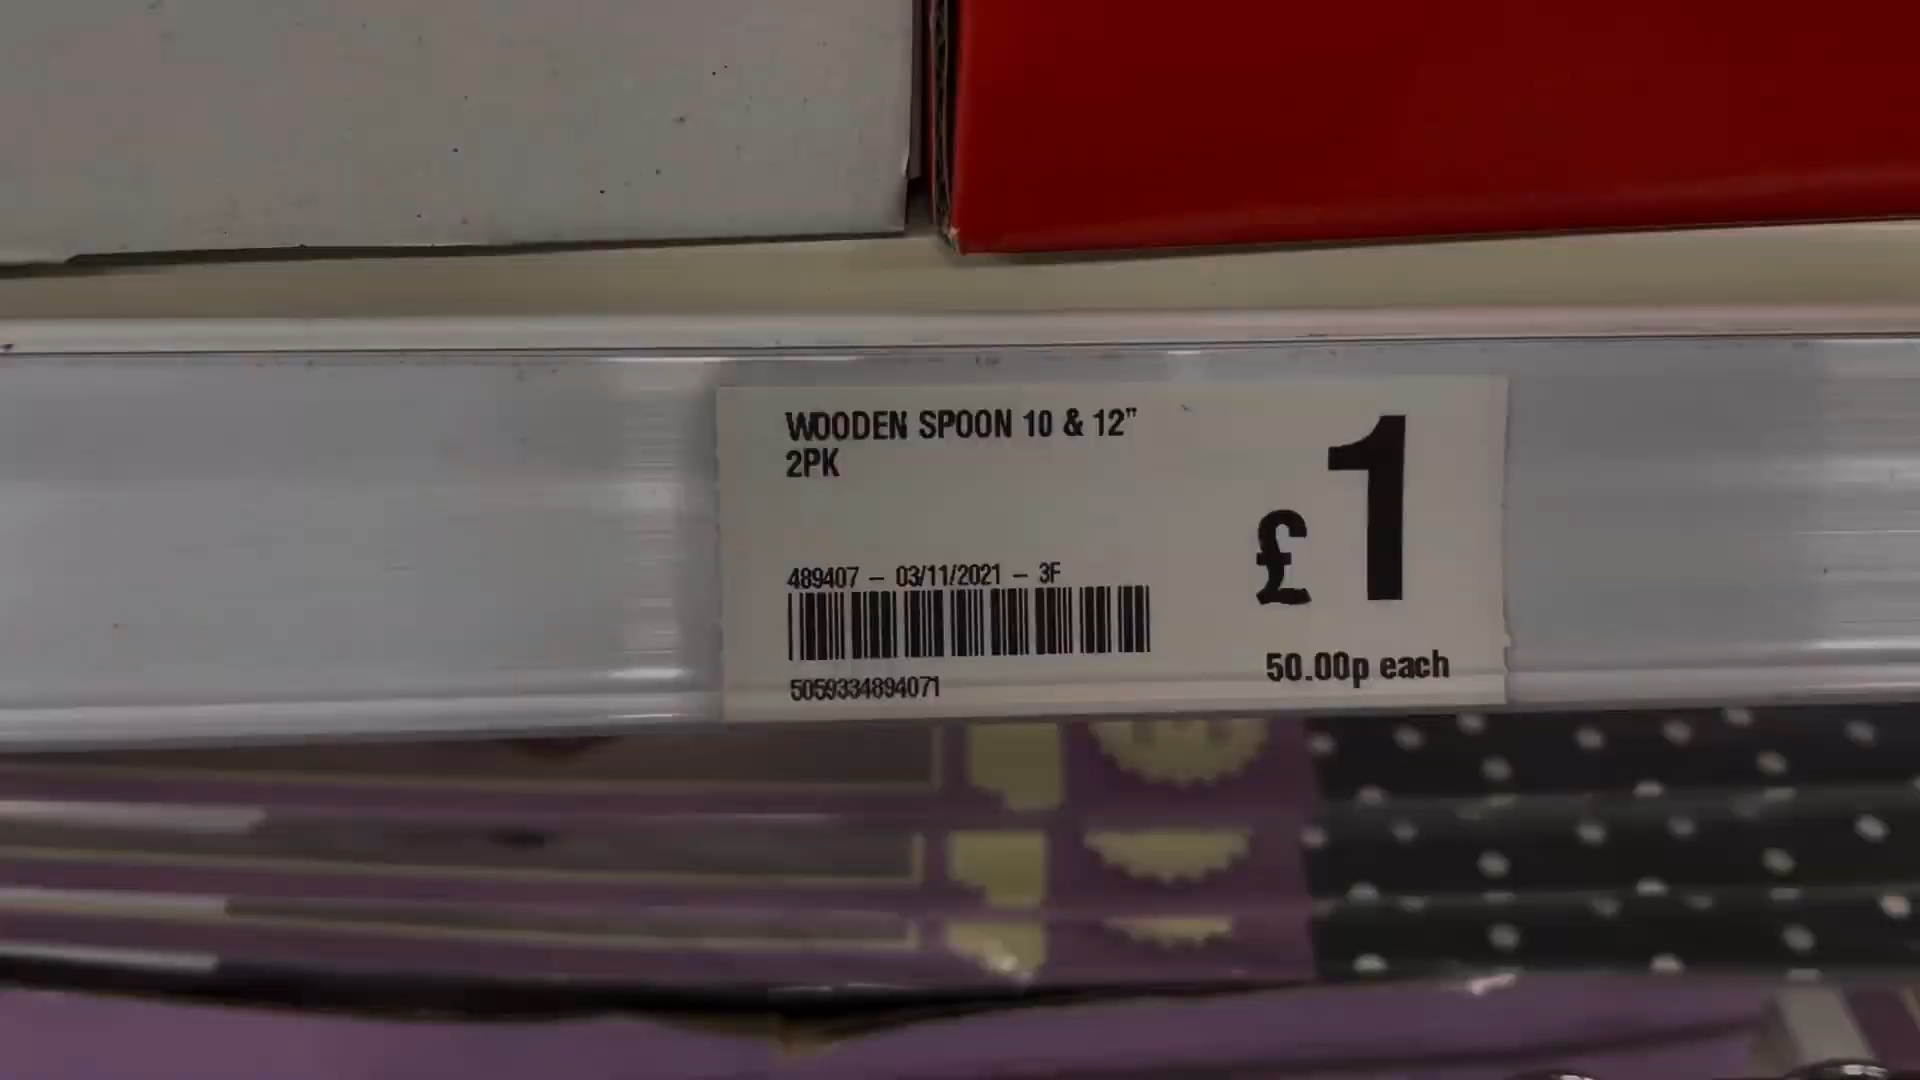 WOODEN SPOON 10 & 12"
2PK
£1
489407 – 03/11/2021 – 3F
5059334894071
50.00p each